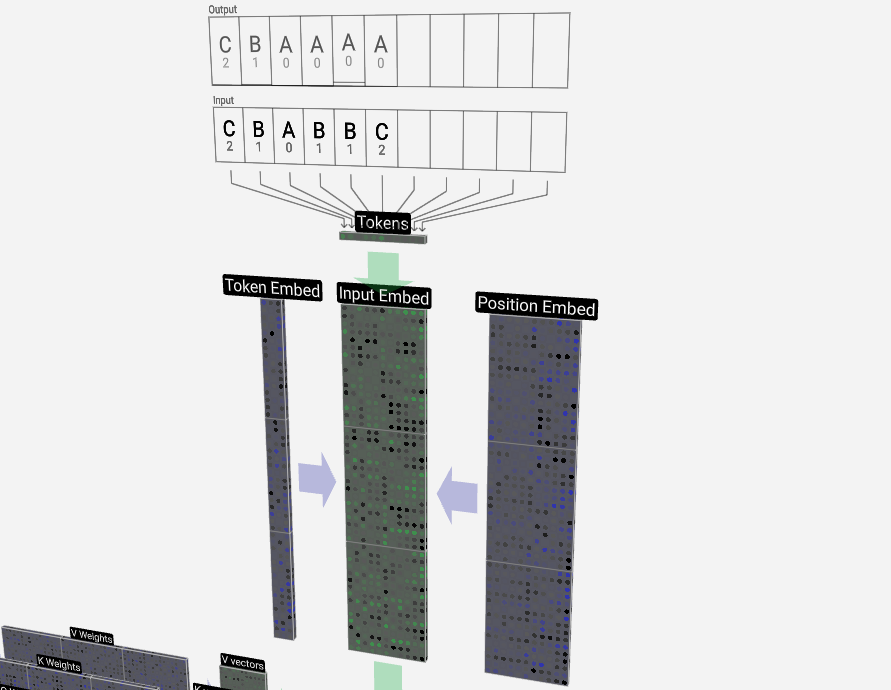 Output
C B A A A A
2 1 0 0 0 0
Input
C B A B B C
2 1 0 1 1 2
Tokens
Token Embed
Input Embed
Position Embed
V Weights
K Weights
V vectors